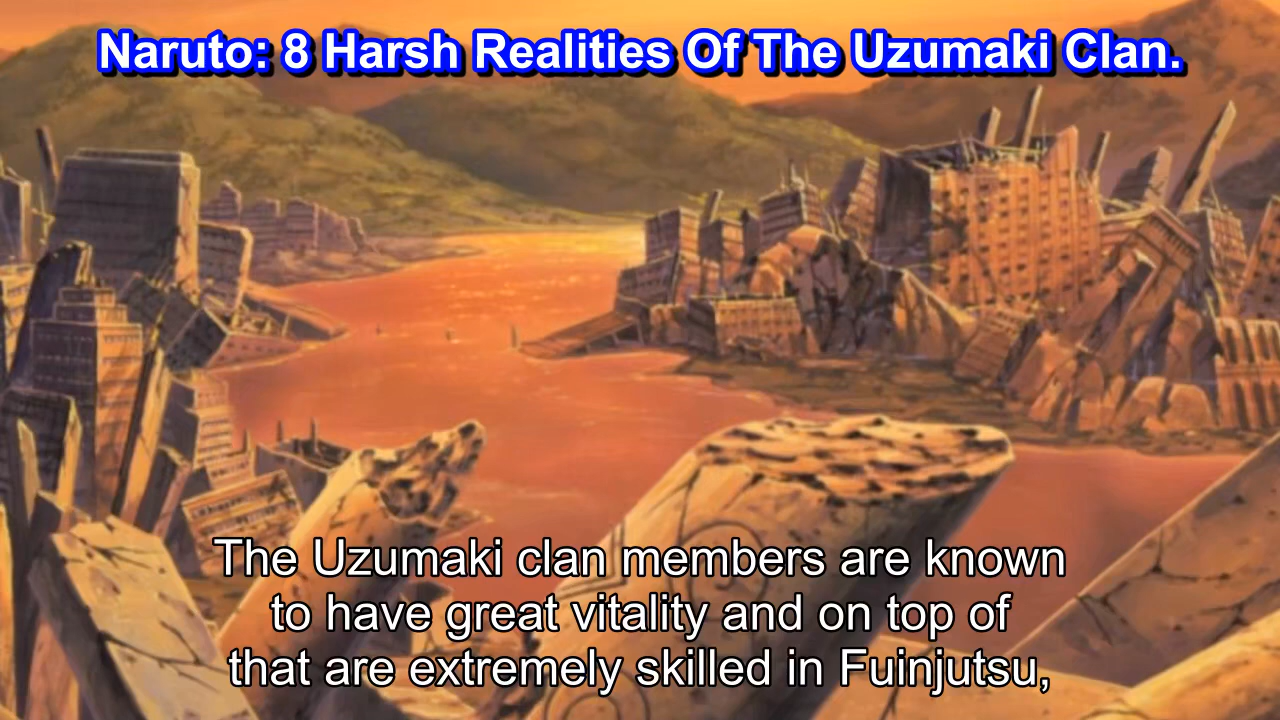 Naruto: 8 Harsh Realities Of The Uzumaki Clan.
The Uzumaki clan members are known
to have great vitality and on top of
that are extremely skilled in Fuinjutsu,